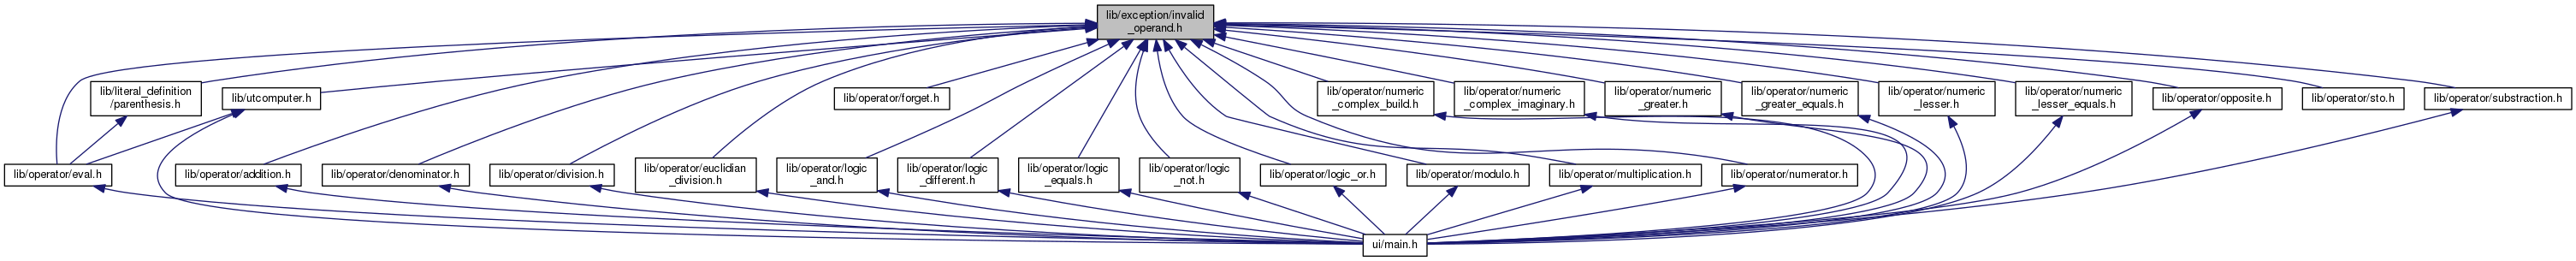 lib/exception/invalid
_operand.h
lib/literal_definition
/parenthesis.h
lib/utcomputer.h
lib/operator/forget.h
lib/operator/numeric
_complex_build.h
lib/operator/numeric
_complex_imaginary.h
lib/operator/numeric
_greater.h
lib/operator/numeric
_greater_equals.h
lib/operator/numeric
_lesser.h
lib/operator/numeric
_lesser_equals.h
lib/operator/opposite.h
lib/operator/sto.h
lib/operator/substraction.h
lib/operator/eval.h
lib/operator/addition.h
lib/operator/denominator.h
lib/operator/division.h
lib/operator/euclidian
_division.h
lib/operator/logic
_and.h
lib/operator/logic
_different.h
lib/operator/logic
_equals.h
lib/operator/logic
_not.h
lib/operator/logic_or.h
lib/operator/modulo.h
lib/operator/multiplication.h
lib/operator/numerator.h
ui/main.h